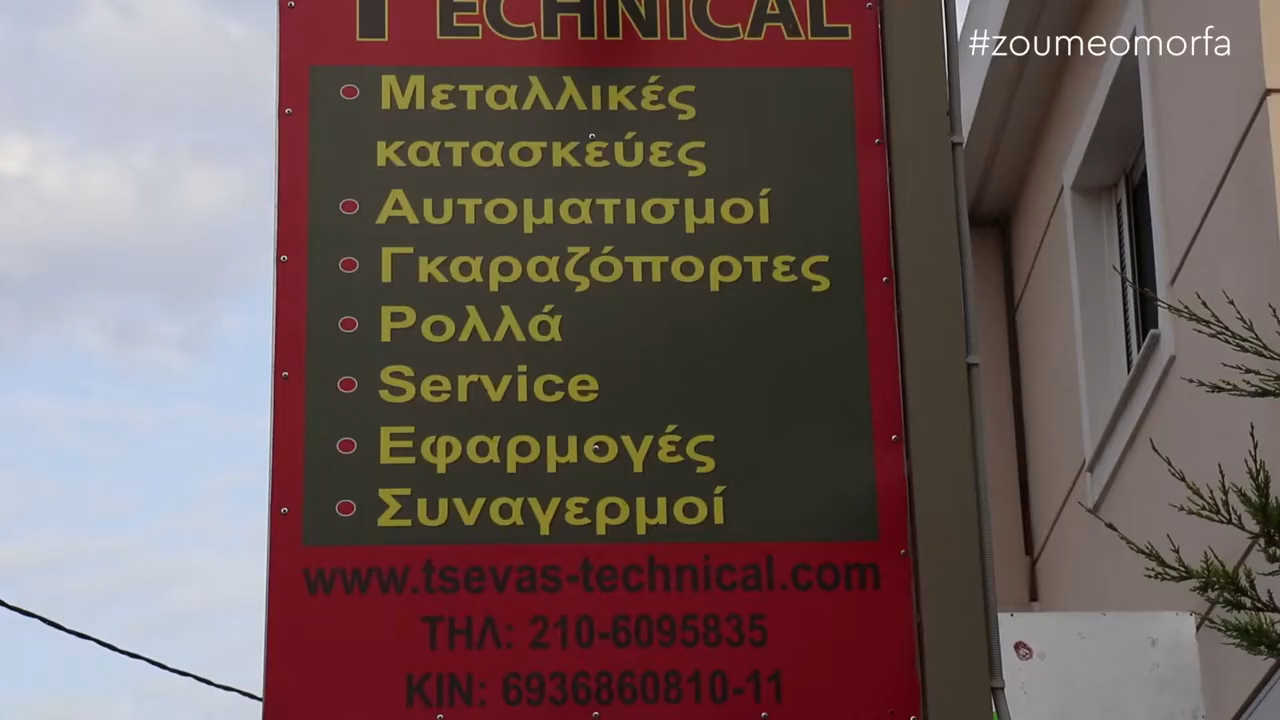 TECHNICAL
#zoumeomorfa
• Μεταλλικές
κατασκεύες
• Αυτοματισμοί
• Γκαραζόπορτες
• Ρολλά
• Service
• Εφαρμογές
• Συναγερμοί
www.tsevas-technical.com
ΤΗΛ: 210-6095835
ΚΙΝ: 6936860810-11